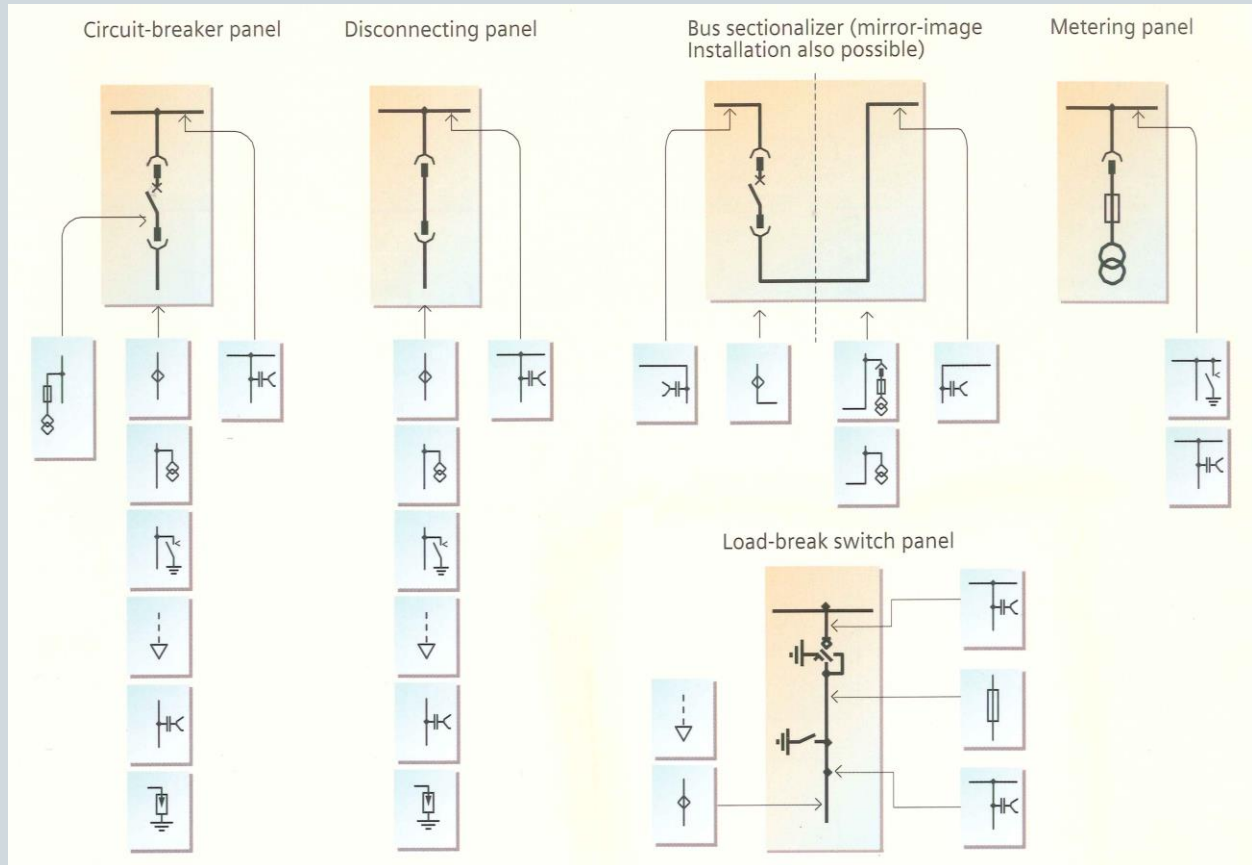 Circuit-breaker panel
Disconnecting panel
Bus sectionalizer (mirror-image
Installation also possible)
Metering panel
Load-break switch panel